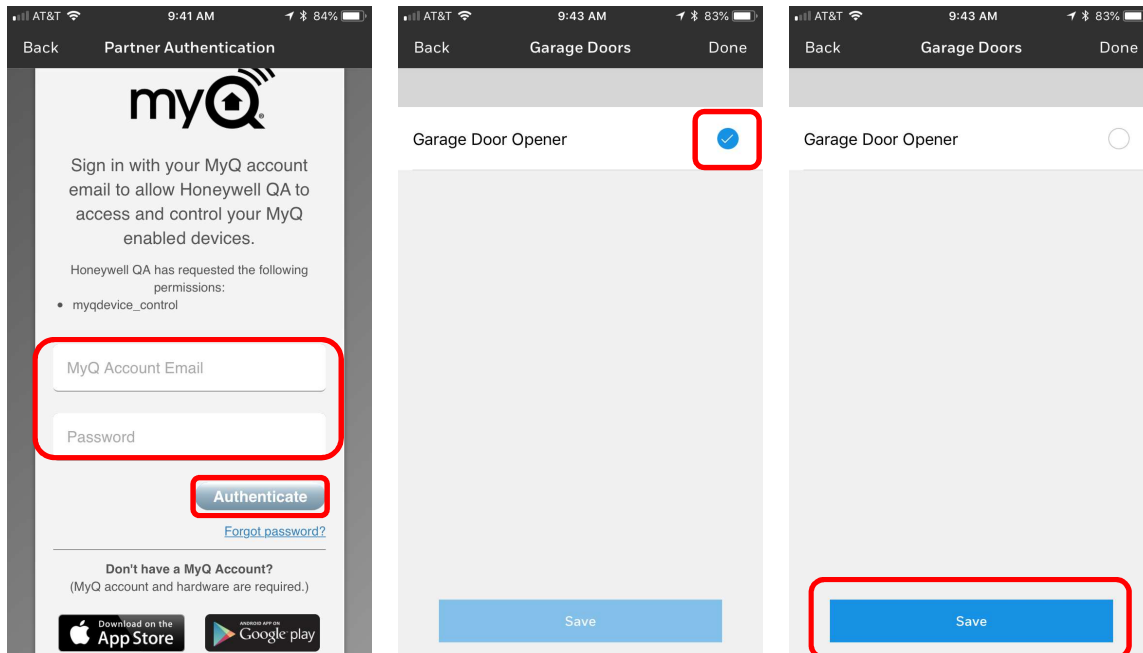 AT&T 9:41 AM 84%
Back Partner Authentication
myQ
Sign in with your MyQ account
email to allow Honeywell QA to
access and control your MyQ
enabled devices.
Honeywell QA has requested the following
permissions:
• myqdevice_control
MyQ Account Email
Password
Authenticate
Forgot password?
Don't have a MyQ Account?
(MyQ account and hardware are required.)
Download on the
App Store
ANDROID APP ON
Google play
AT&T 9:43 AM 83%
Back Garage Doors Done
Garage Door Opener
Save
AT&T 9:43 AM 83%
Back Garage Doors Done
Garage Door Opener
Save